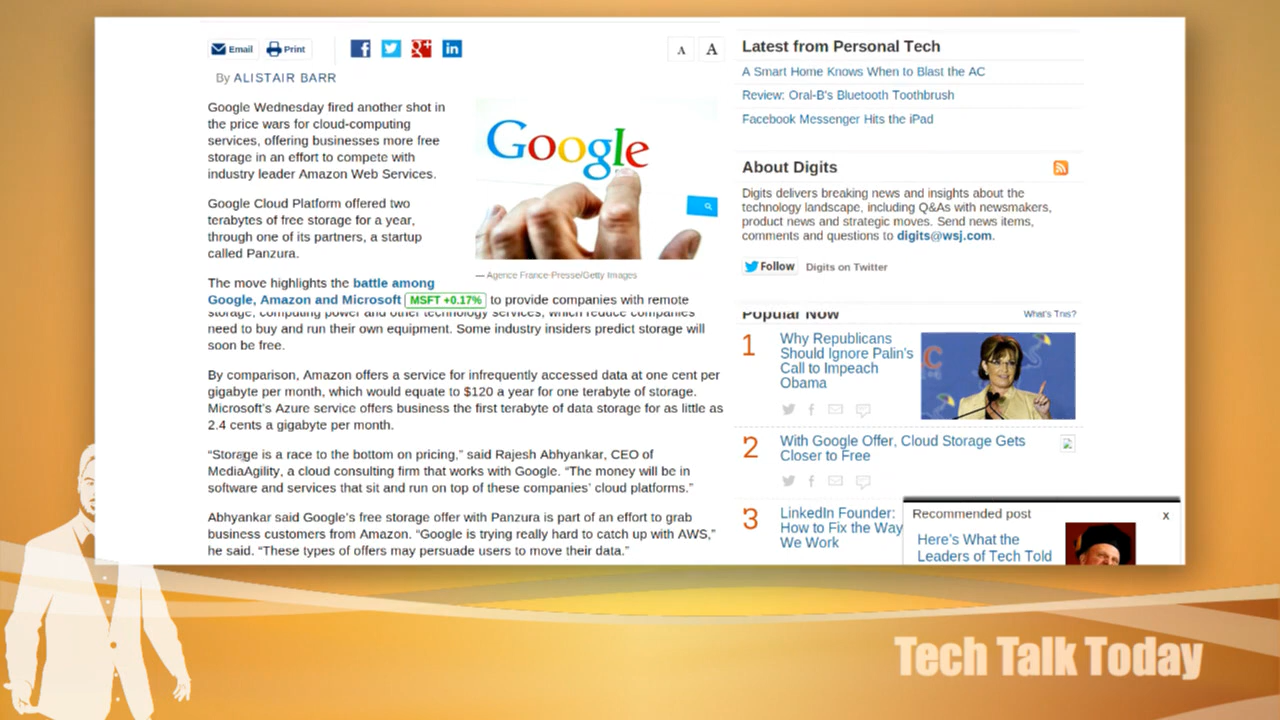 Email
Print
A
A
By ALISTAIR BARR
Google Wednesday fired another shot in
the price wars for cloud-computing
services, offering businesses more free
storage in an effort to compete with
industry leader Amazon Web Services.
Google Cloud Platform offered two
terabytes of free storage for a year,
through one of its partners, a startup
called Panzura.
Google
— Agence France-Presse/Getty Images
The move highlights the battle among
Google, Amazon and Microsoft MSFT +0.17% to provide companies with remote
storage, computing power and other technology services, which reduce companies'
need to buy and run their own equipment. Some industry insiders predict storage will
soon be free.
By comparison, Amazon offers a service for infrequently accessed data at one cent per
gigabyte per month, which would equate to $120 a year for one terabyte of storage.
Microsoft's Azure service offers business the first terabyte of data storage for as little as
2.4 cents a gigabyte per month.
“Storage is a race to the bottom on pricing,” said Rajesh Abhyankar, CEO of
MediaAgility, a cloud consulting firm that works with Google. “The money will be in
software and services that sit and run on top of these companies’ cloud platforms.”
Abhyankar said Google’s free storage offer with Panzura is part of an effort to grab
business customers from Amazon. “Google is trying really hard to catch up with AWS,”
he said. “These types of offers may persuade users to move their data.”
Latest from Personal Tech
A Smart Home Knows When to Blast the AC
Review: Oral-B's Bluetooth Toothbrush
Facebook Messenger Hits the iPad
About Digits
Digits delivers breaking news and insights about the
technology landscape, including Q&As with newsmakers,
product news and strategic moves. Send news items,
comments and questions to digits@wsj.com.
Follow Digits on Twitter
Popular Now
What's This?
1 Why Republicans
Should Ignore Palin's
Call to Impeach
Obama
2 With Google Offer, Cloud Storage Gets
Closer to Free
3 LinkedIn Founder:
How to Fix the Way
We Work
Recommended post
x
Here's What the
Leaders of Tech Told
Tech Talk Today